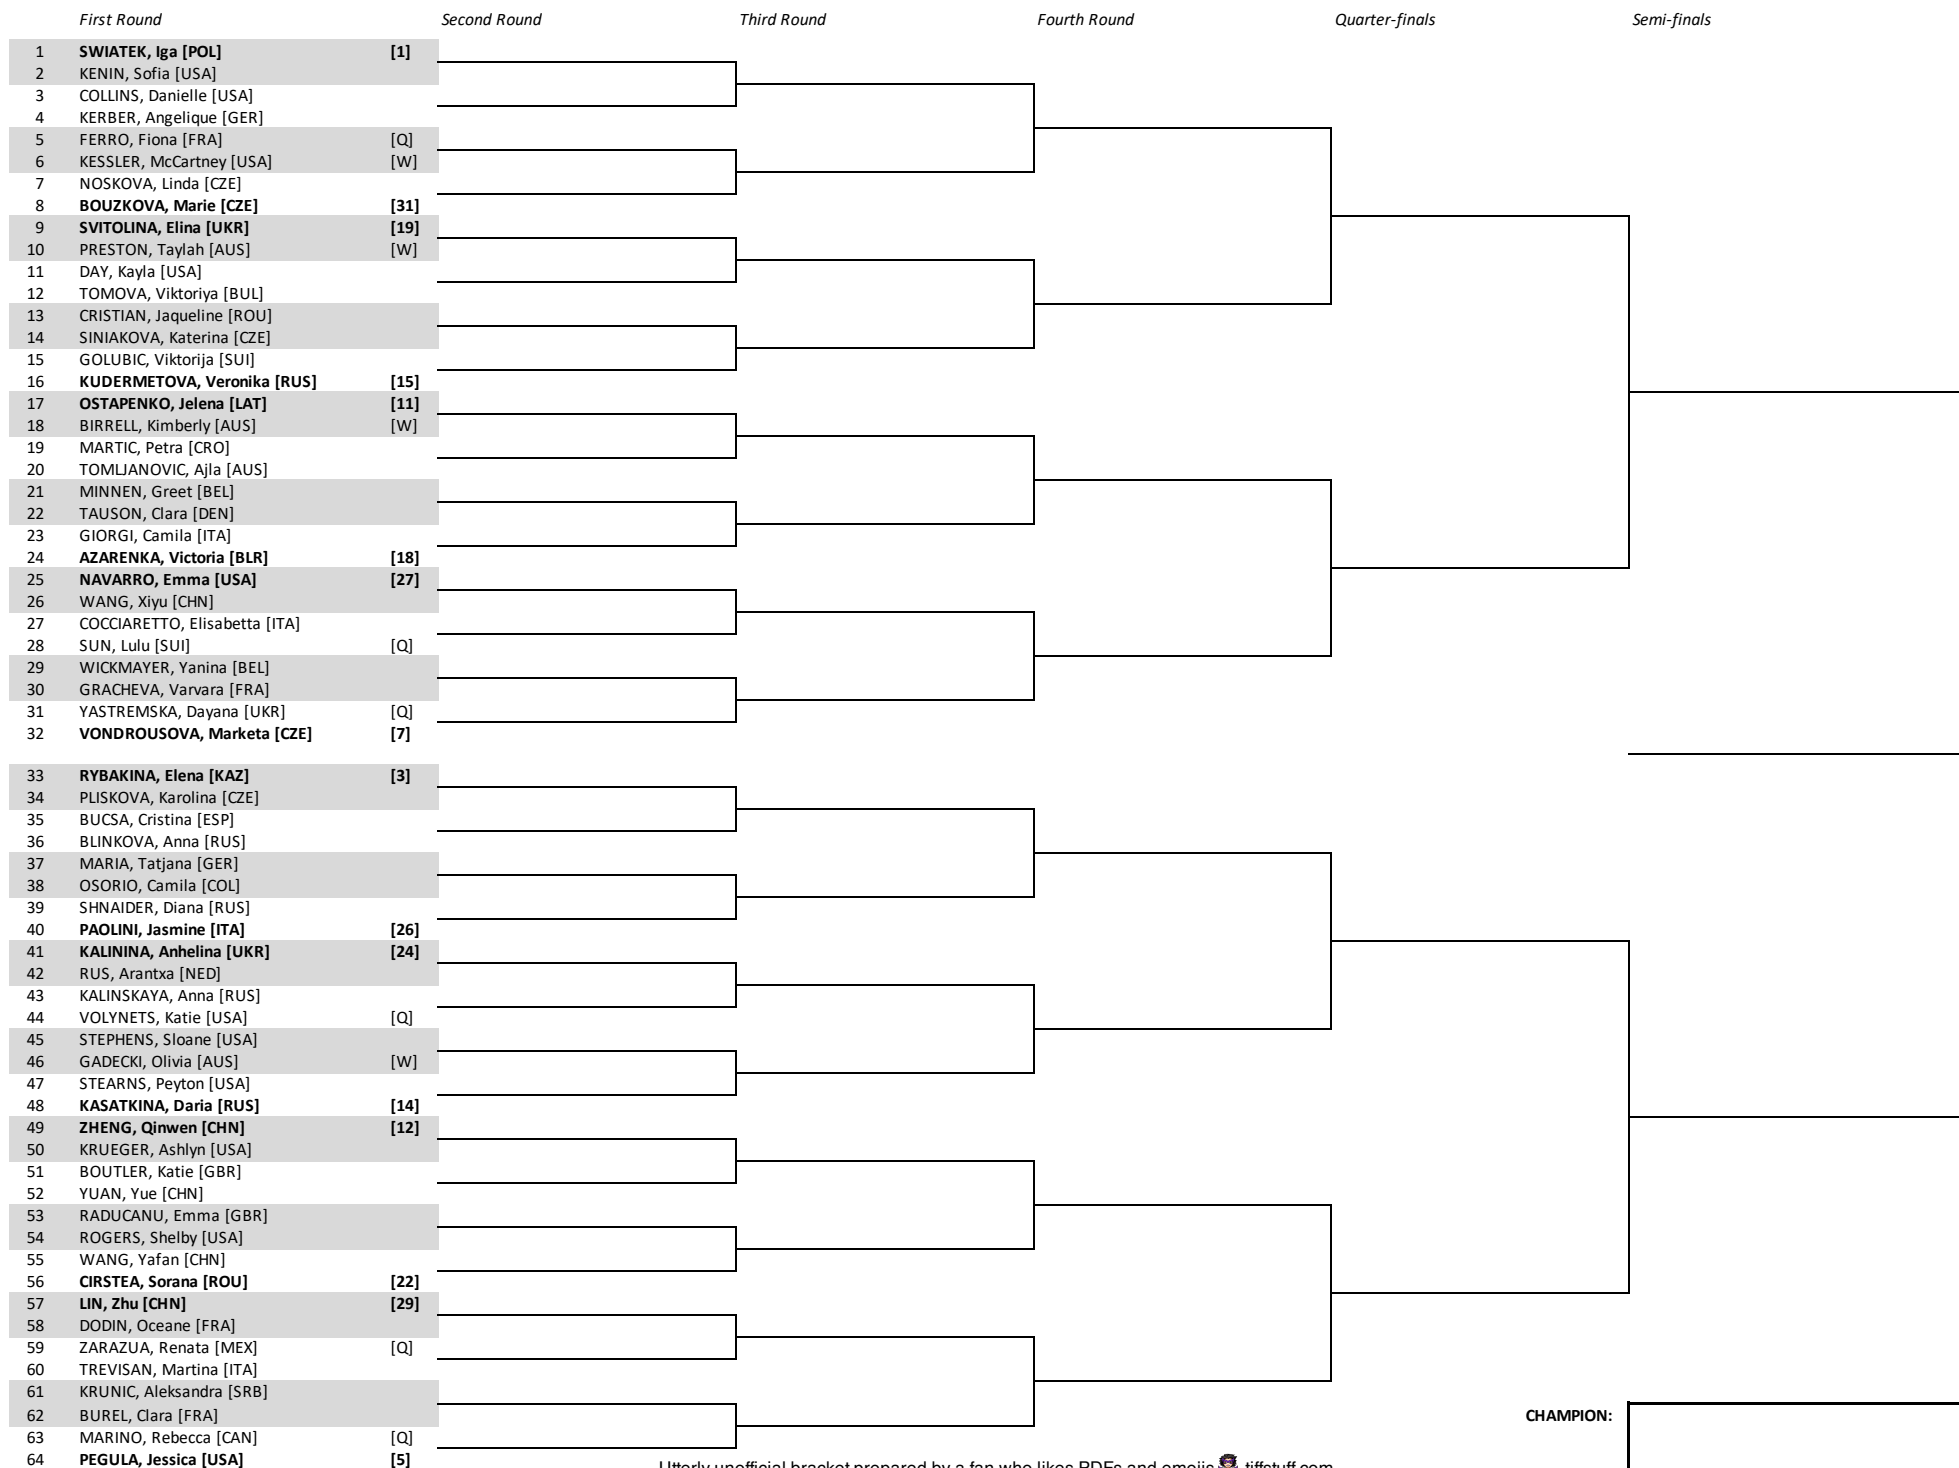 First Round Second Round Third Round Fourth Round Quarter-finals Semi-finals
1 SWIATEK, Iga [POL] [1]
2 KENIN, Sofia [USA]
3 COLLINS, Danielle [USA]
4 KERBER, Angelique [GER]
5 FERRO, Fiona [FRA] [Q]
6 KESSLER, McCartney [USA] [W]
7 NOSKOVA, Linda [CZE]
8 BOUZKOVA, Marie [CZE] [31]
9 SVITOLINA, Elina [UKR] [19]
10 PRESTON, Taylah [AUS] [W]
11 DAY, Kayla [USA]
12 TOMOVA, Viktoriya [BUL]
13 CRISTIAN, Jaqueline [ROU]
14 SINIAKOVA, Katerina [CZE]
15 GOLUBIC, Viktorija [SUI]
16 KUDERMETOVA, Veronika [RUS] [15]
17 OSTAPENKO, Jelena [LAT] [11]
18 BIRRELL, Kimberly [AUS] [W]
19 MARTIC, Petra [CRO]
20 TOMLJANOVIC, Ajla [AUS]
21 MINNEN, Greet [BEL]
22 TAUSON, Clara [DEN]
23 GIORGI, Camila [ITA]
24 AZARENKA, Victoria [BLR] [18]
25 NAVARRO, Emma [USA] [27]
26 WANG, Xiyu [CHN]
27 COCCIARETTO, Elisabetta [ITA]
28 SUN, Lulu [SUI] [Q]
29 WICKMAYER, Yanina [BEL]
30 GRACHEVA, Varvara [FRA]
31 YASTREMSKA, Dayana [UKR] [Q]
32 VONDROUSOVA, Marketa [CZE] [7]
33 RYBAKINA, Elena [KAZ] [3]
34 PLISKOVA, Karolina [CZE]
35 BUCSA, Cristina [ESP]
36 BLINKOVA, Anna [RUS]
37 MARIA, Tatjana [GER]
38 OSORIO, Camila [COL]
39 SHNAIDER, Diana [RUS]
40 PAOLINI, Jasmine [ITA] [26]
41 KALININA, Anhelina [UKR] [24]
42 RUS, Arantxa [NED]
43 KALINSKAYA, Anna [RUS]
44 VOLYNETS, Katie [USA] [Q]
45 STEPHENS, Sloane [USA]
46 GADECKI, Olivia [AUS] [W]
47 STEARNS, Peyton [USA]
48 KASATKINA, Daria [RUS] [14]
49 ZHENG, Qinwen [CHN] [12]
50 KRUEGER, Ashlyn [USA]
51 BOUTLER, Katie [GBR]
52 YUAN, Yue [CHN]
53 RADUCANU, Emma [GBR]
54 ROGERS, Shelby [USA]
55 WANG, Yafan [CHN]
56 CIRSTEA, Sorana [ROU] [22]
57 LIN, Zhu [CHN] [29]
58 DODIN, Oceane [FRA]
59 ZARAZUA, Renata [MEX] [Q]
60 TREVISAN, Martina [ITA]
61 KRUNIC, Aleksandra [SRB]
62 BUREL, Clara [FRA]
CHAMPION:
63 MARINO, Rebecca [CAN] [Q]
64 PEGULA, Jessica [USA] [5]
Utterly unofficial bracket prepared by a fan who likes PDFs and emojis tiffstuff.com